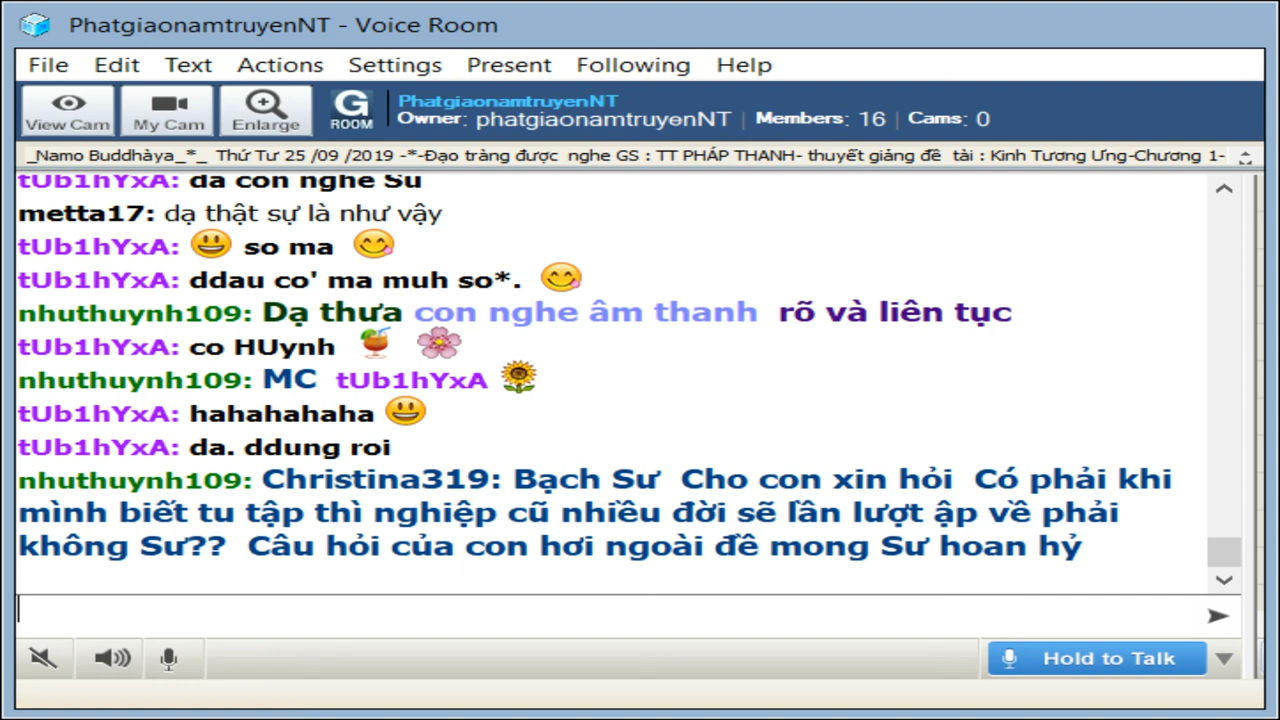 PhatgiaonamtruyenNT - Voice Room
File Edit Text Actions Settings Present Following Help
View Cam My Cam Enlarge G ROOM
PhatgiaonamtruyenNT
Owner: phatgiaonamtruyenNT | Members: 16 | Cams: 0
_Namo Buddhàya_*_ Thứ Tư 25 /09 /2019 -*-Đạo tràng được nghe GS : TT PHÁP THANH- thuyết giảng đề tài : Kinh Tương Ưng-Chương 1-
tUb1hYxA: da con nghe Su
metta17: dạ thật sự là như vậy
tUb1hYxA: so ma
tUb1hYxA: ddau co' ma muh so*.
nhuthuynh109: Dạ thưa con nghe âm thanh rõ và liên tục
tUb1hYxA: co HUynh
nhuthuynh109: MC tUb1hYxA
tUb1hYxA: hahahahaha
tUb1hYxA: da. ddung roi
nhuthuynh109: Christina319: Bạch Sư Cho con xin hỏi Có phải khi
mình biết tu tập thì nghiệp cũ nhiều đời sẽ lần lượt ập về phải
không Sư?? Câu hỏi của con hơi ngoài đề mong Sư hoan hỷ
Hold to Talk